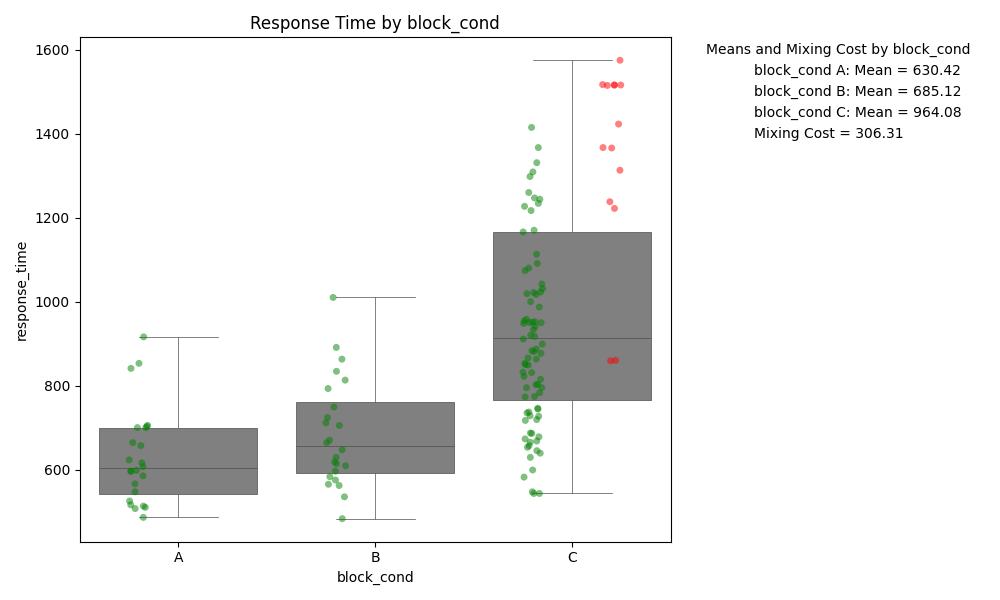 Response Time by block_cond
1600
1400
1200
1000
800
600
response_time
A
B
C
block_cond
Means and Mixing Cost by block_cond
block_cond A: Mean = 630.42
block_cond B: Mean = 685.12
block_cond C: Mean = 964.08
Mixing Cost = 306.31